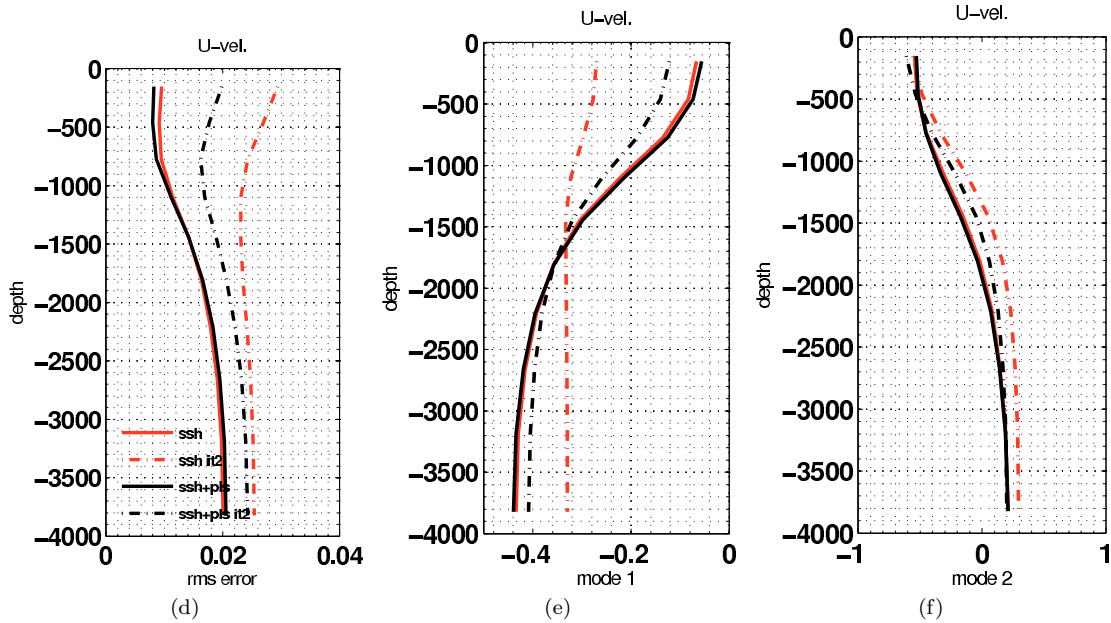 U-vel.
0
−500
−1000
−1500
−2000
−2500
−3000
−3500
−4000
depth
ssh
ssh it2
ssh+pls
ssh+pls it2
0 0.02 0.04
rms error
(d)
U-vel.
0
−500
−1000
−1500
−2000
−2500
−3000
−3500
−4000
depth
−0.4 −0.2 0
mode 1
(e)
U-vel.
0
−500
−1000
−1500
−2000
−2500
−3000
−3500
−4000
depth
−1 0 1
mode 2
(f)